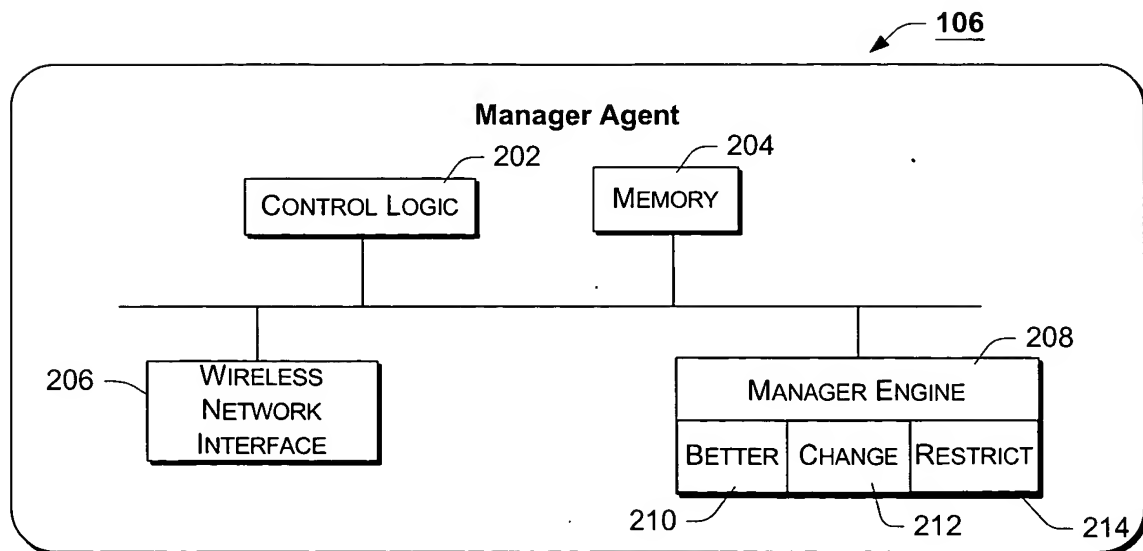 106
Manager Agent
202
204
CONTROL LOGIC
MEMORY
208
206
WIRELESS
NETWORK
INTERFACE
MANAGER ENGINE
BETTER
CHANGE
RESTRICT
210
212
214